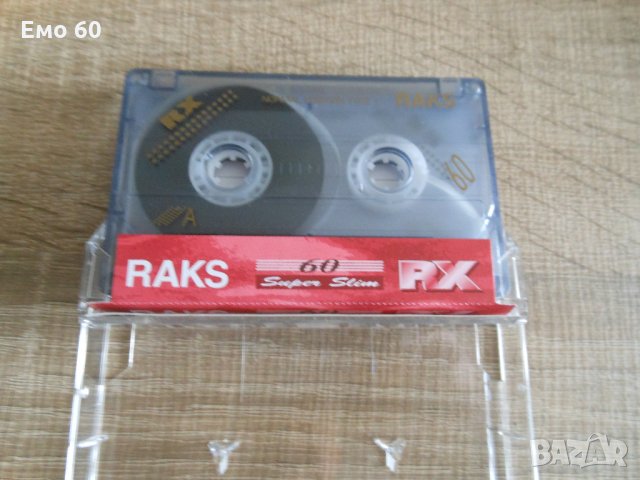 Емо 60
RX
RAKS
60
A
RAKS
60
Super Slim
RX
BAZAR